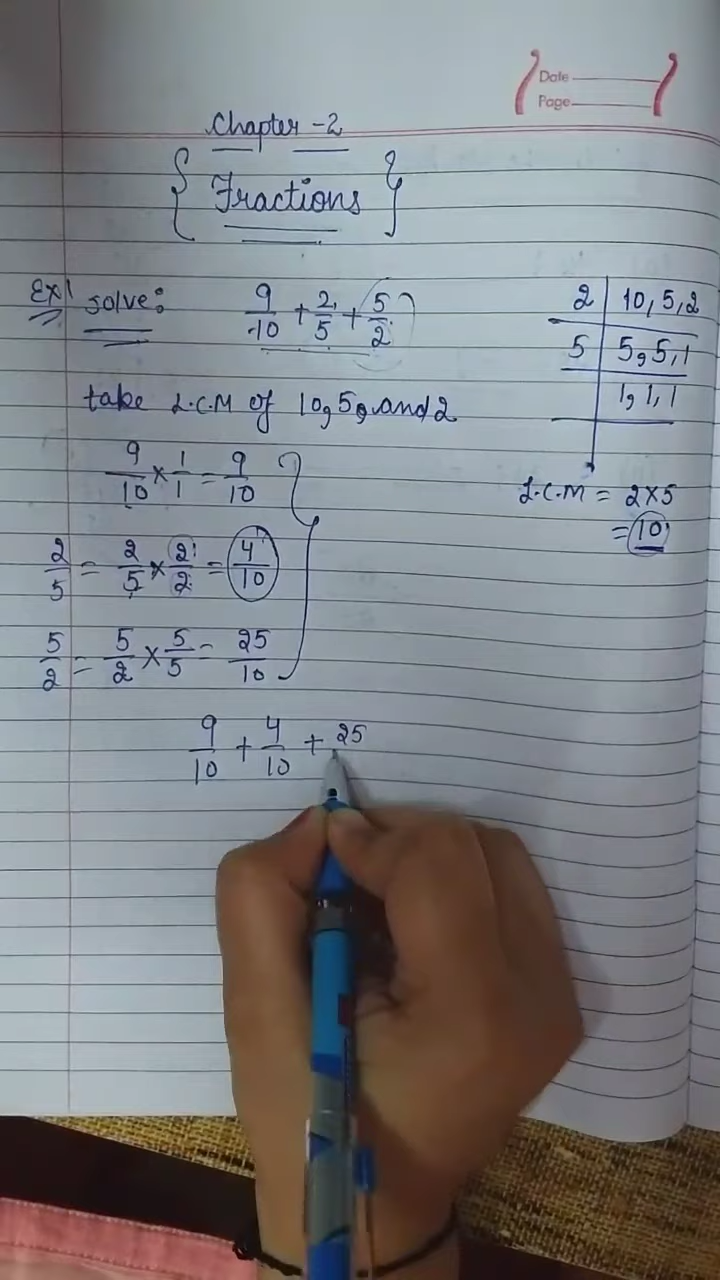 Date
Page
Chapter -2
Fractions
Ex1 solve: 9/10 + 2/5 + 5/2
take L.C.M of 10, 5, and 2
9/10 × 1/1 = 9/10
2/5 = 2/5 × 2/2 = 4/10
5/2 = 5/2 × 5/5 = 25/10
9/10 + 4/10 + 25
2 | 10, 5, 2
5 | 5, 5, 1
1, 1, 1
L.C.M = 2×5
= 10